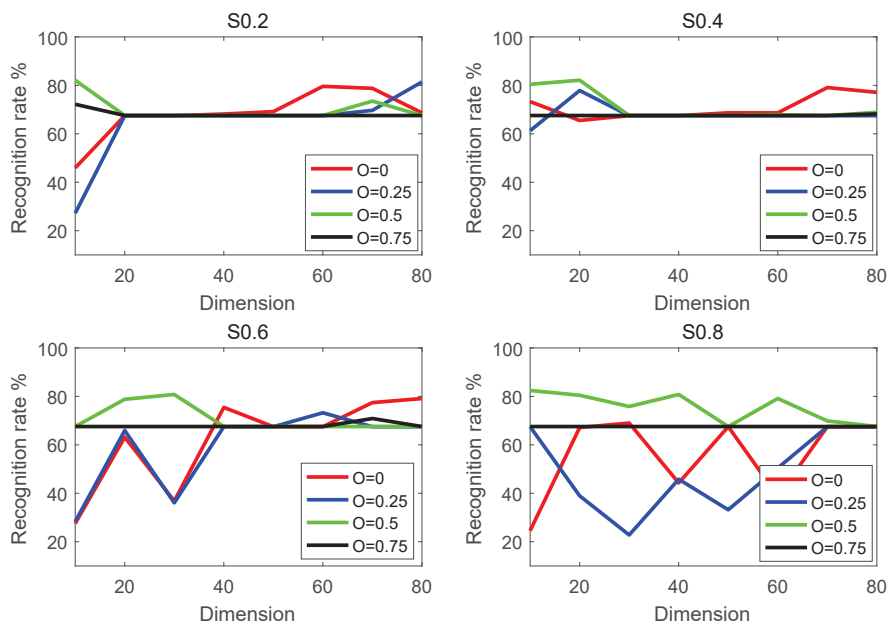 S0.2
100
80
60
40
20
Recognition rate %
O=0
O=0.25
O=0.5
O=0.75
20 40 60 80
Dimension
S0.4
100
80
60
40
20
Recognition rate %
O=0
O=0.25
O=0.5
O=0.75
20 40 60 80
Dimension
S0.6
100
80
60
40
20
Recognition rate %
O=0
O=0.25
O=0.5
O=0.75
20 40 60 80
Dimension
S0.8
100
80
60
40
20
Recognition rate %
O=0
O=0.25
O=0.5
O=0.75
20 40 60 80
Dimension